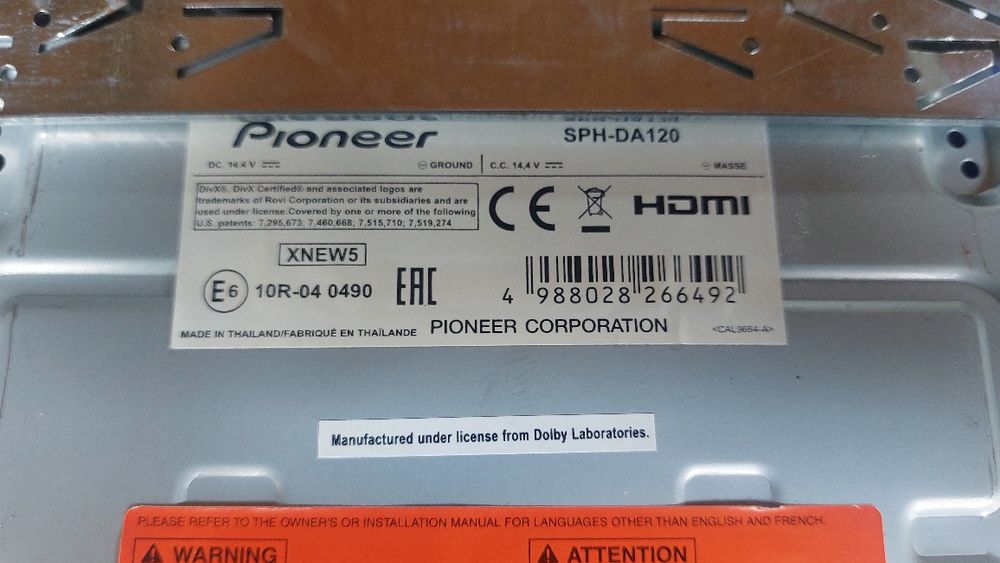 Pioneer SPH-DA120
DC. 14.4 V ⊖ GROUND C.C. 14,4 V ⊖ MASSE
DivX®, DivX Certified® and associated logos are
trademarks of Rovi Corporation or its subsidiaries and are
used under license.Covered by one or more of the following
U.S. patents: 7,295,673; 7,460,668; 7,515,710; 7,519,274
CE HDMI
XNEW5
E6 10R-04 0490 EAC
4 988028 266492
MADE IN THAILAND/FABRIQUÉ EN THAÏLANDE PIONEER CORPORATION <CAL9664-A>
Manufactured under license from Dolby Laboratories.
PLEASE REFER TO THE OWNER'S OR INSTALLATION MANUAL FOR LANGUAGES OTHER THAN ENGLISH AND FRENCH.
WARNING ATTENTION